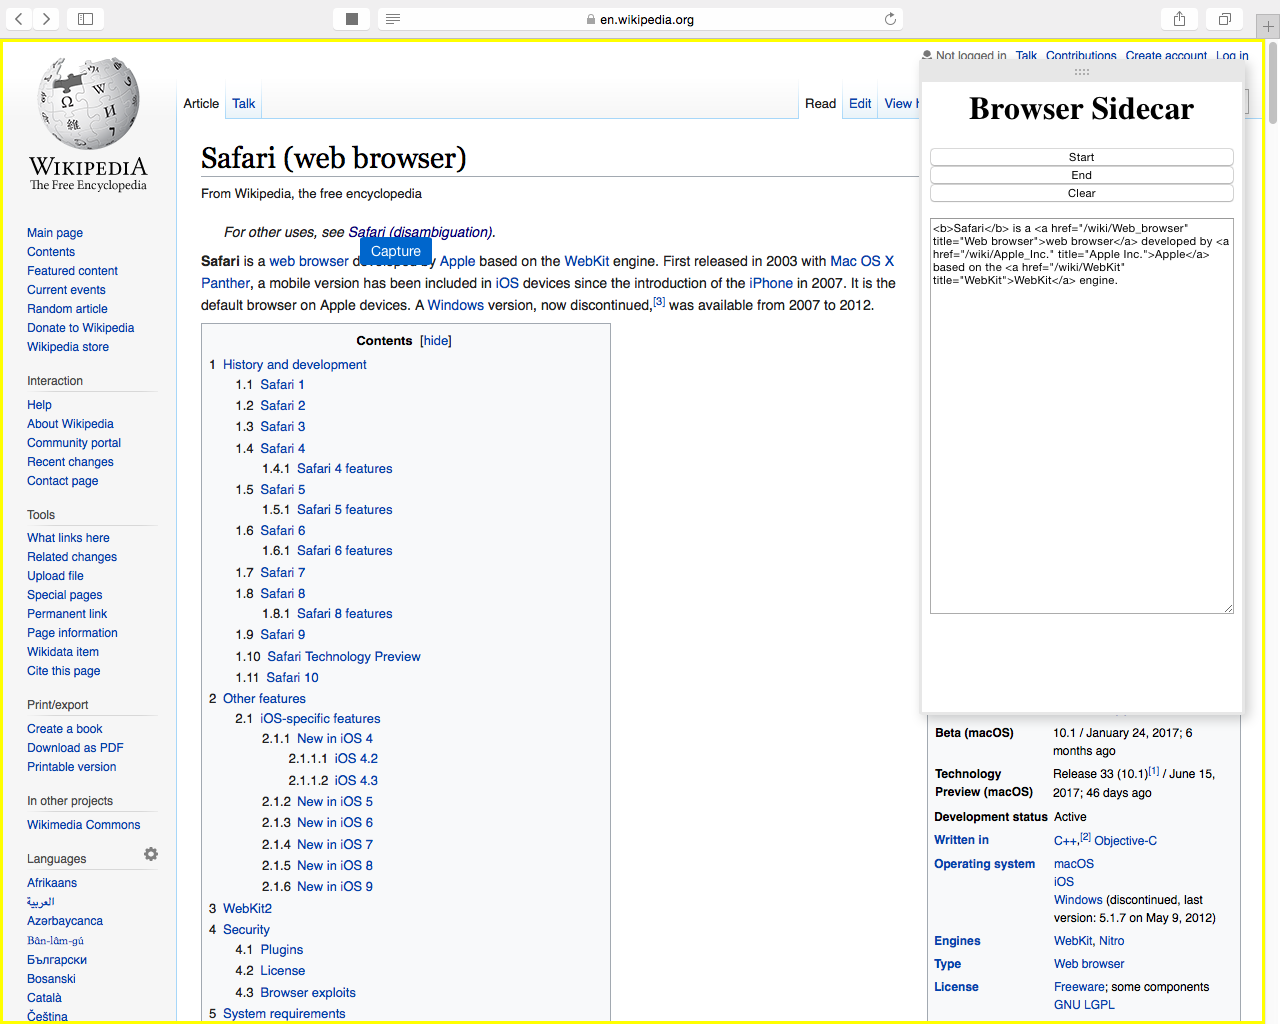 en.wikipedia.org
Not logged in Talk Contributions Create account Log in
Article Talk
Read Edit View h
WIKIPEDIA
The Free Encyclopedia
Main page
Contents
Featured content
Current events
Random article
Donate to Wikipedia
Wikipedia store
Interaction
Help
About Wikipedia
Community portal
Recent changes
Contact page
Tools
What links here
Related changes
Upload file
Special pages
Permanent link
Page information
Wikidata item
Cite this page
Print/export
Create a book
Download as PDF
Printable version
In other projects
Wikimedia Commons
Languages
Afrikaans
العربية
Azərbaycanca
Bân-lâm-gú
Български
Bosanski
Català
Čeština
Safari (web browser)
From Wikipedia, the free encyclopedia
For other uses, see Safari (disambiguation).
Capture
Safari is a web browser developed by Apple based on the WebKit engine. First released in 2003 with Mac OS X
Panther, a mobile version has been included in iOS devices since the introduction of the iPhone in 2007. It is the
default browser on Apple devices. A Windows version, now discontinued,[3] was available from 2007 to 2012.
Contents [hide]
1 History and development
1.1 Safari 1
1.2 Safari 2
1.3 Safari 3
1.4 Safari 4
1.4.1 Safari 4 features
1.5 Safari 5
1.5.1 Safari 5 features
1.6 Safari 6
1.6.1 Safari 6 features
1.7 Safari 7
1.8 Safari 8
1.8.1 Safari 8 features
1.9 Safari 9
1.10 Safari Technology Preview
1.11 Safari 10
2 Other features
2.1 iOS-specific features
2.1.1 New in iOS 4
2.1.1.1 iOS 4.2
2.1.1.2 iOS 4.3
2.1.2 New in iOS 5
2.1.3 New in iOS 6
2.1.4 New in iOS 7
2.1.5 New in iOS 8
2.1.6 New in iOS 9
3 WebKit2
4 Security
4.1 Plugins
4.2 License
4.3 Browser exploits
5 System requirements
Browser Sidecar
Start
End
Clear
<b>Safari</b> is a <a href="/wiki/Web_browser"
title="Web browser">web browser</a> developed by <a
href="/wiki/Apple_Inc." title="Apple Inc.">Apple</a>
based on the <a href="/wiki/WebKit"
title="WebKit">WebKit</a> engine.
Beta (macOS) 10.1 / January 24, 2017; 6
months ago
Technology Release 33 (10.1)[1] / June 15,
Preview (macOS) 2017; 46 days ago
Development status Active
Written in C++,[2] Objective-C
Operating system macOS
iOS
Windows (discontinued, last
version: 5.1.7 on May 9, 2012)
Engines WebKit, Nitro
Type Web browser
License Freeware; some components
GNU LGPL